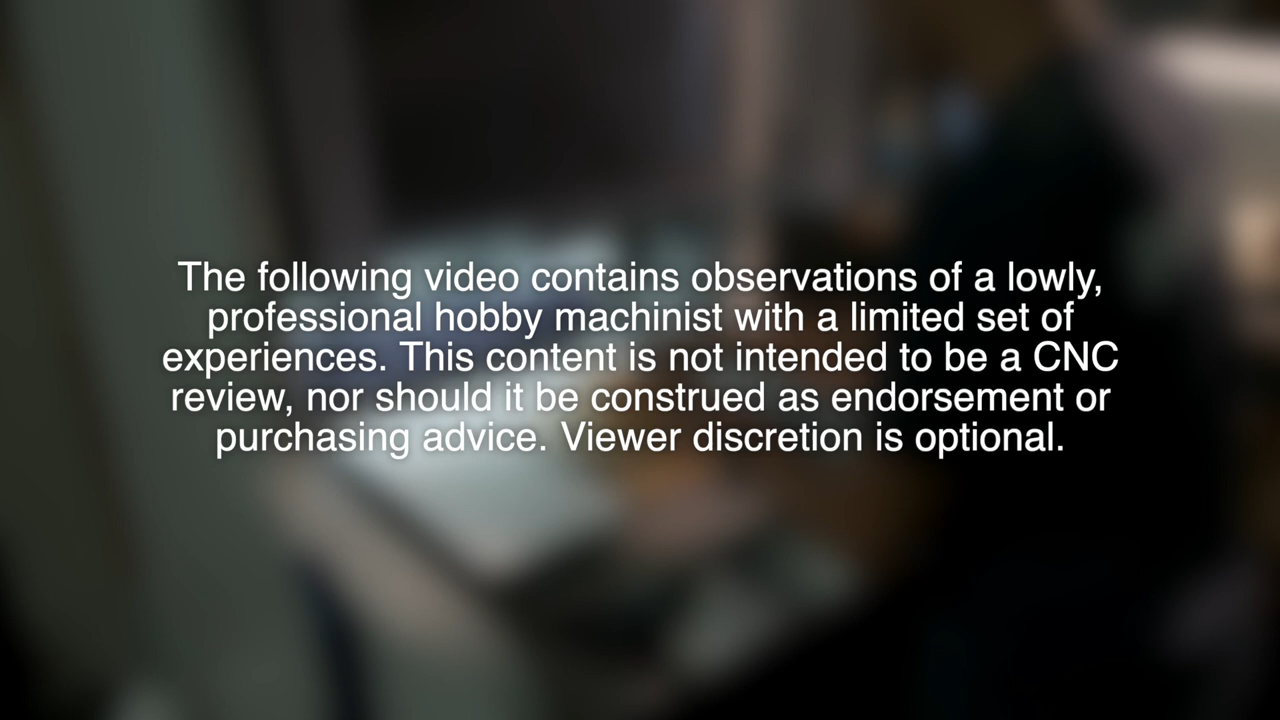 The following video contains observations of a lowly,
professional hobby machinist with a limited set of
experiences. This content is not intended to be a CNC
review, nor should it be construed as endorsement or
purchasing advice. Viewer discretion is optional.